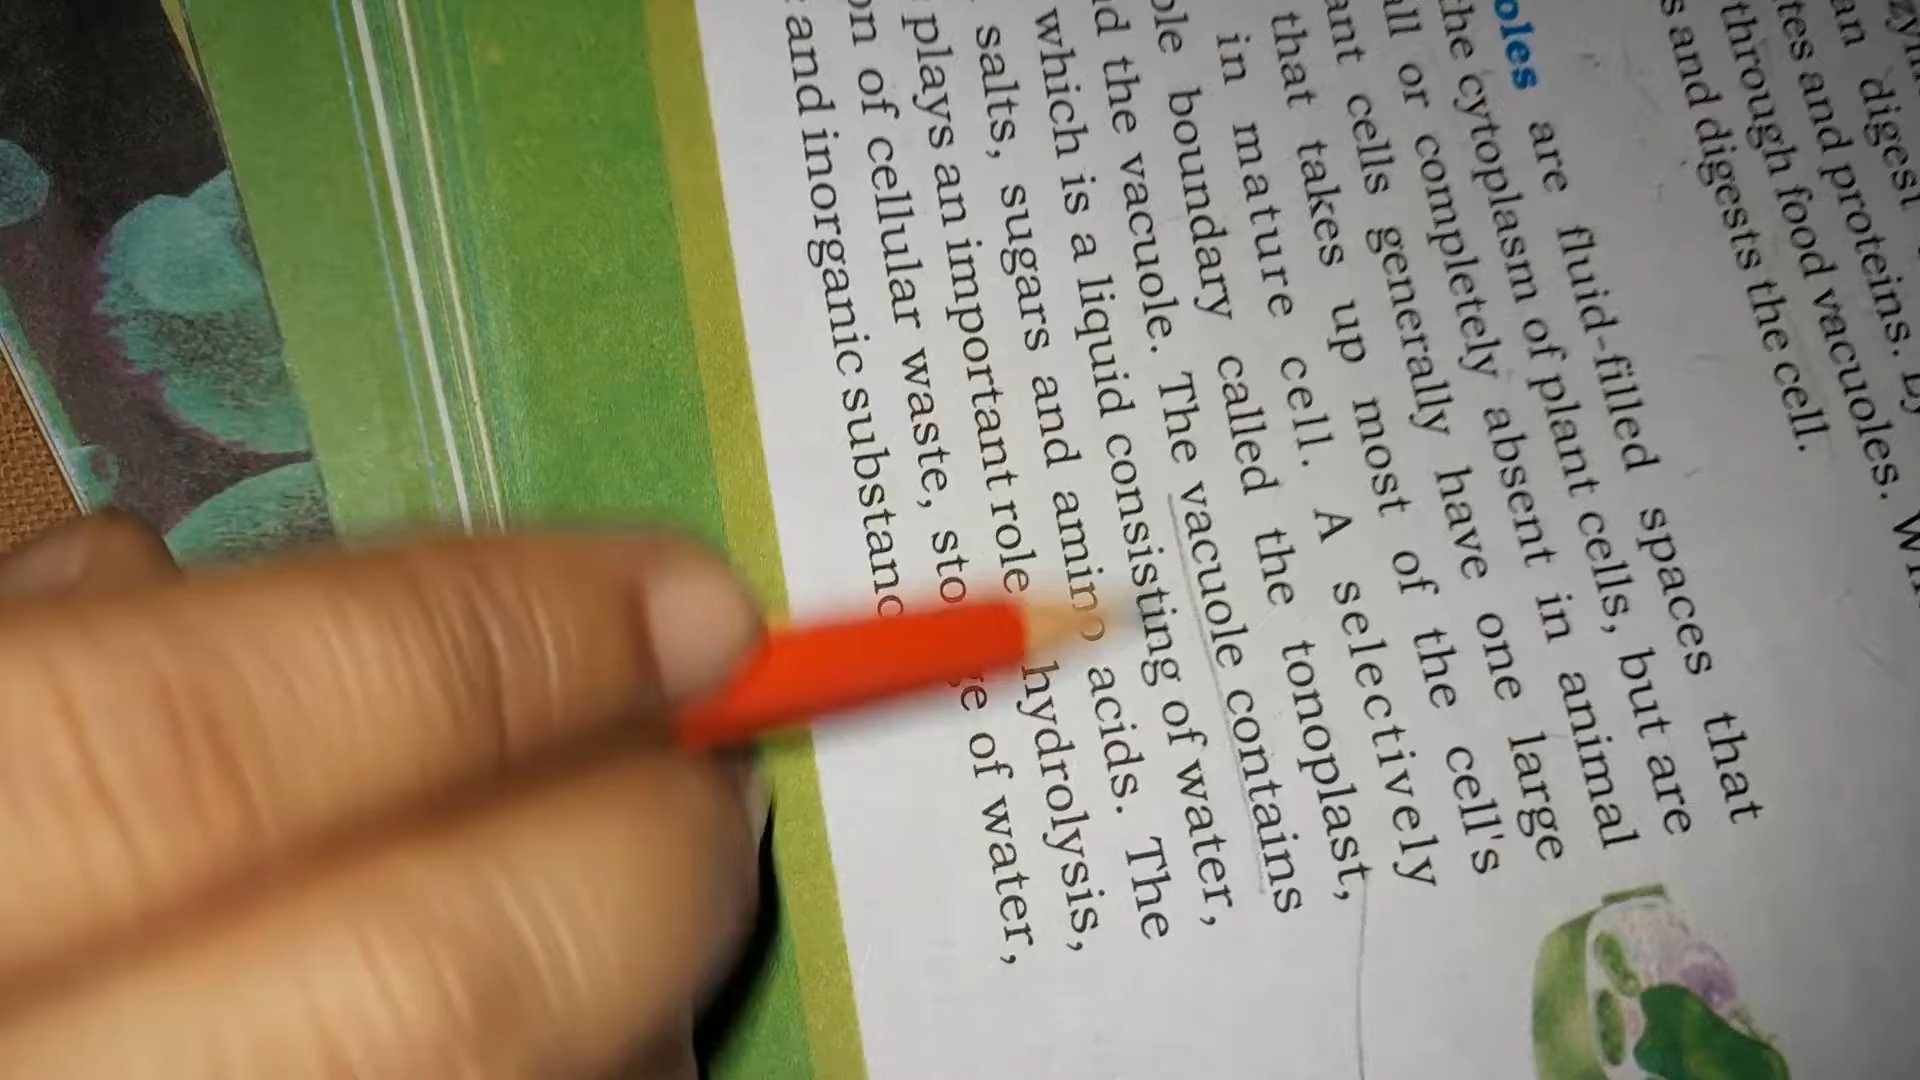 an digest
tes and proteins.
through food vacuoles.
s and digests the cell.
oles are fluid-filled spaces that
the cytoplasm of plant cells, but are
all or completely absent in animal
ant cells generally have one large
that takes up most of the cell's
in mature cell. A selectively
ble boundary called the tonoplast,
nd the vacuole. The vacuole contains
which is a liquid consisting of water,
salts, sugars and amino acids. The
plays an important role hydrolysis,
on of cellular waste, of water,
and inorganic substanc